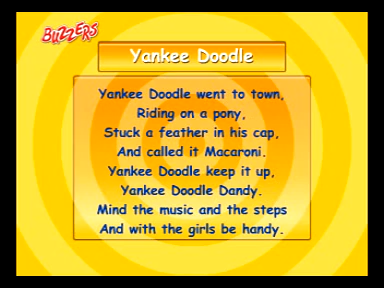 BUZZERS
Yankee Doodle
Yankee Doodle went to town,
Riding on a pony,
Stuck a feather in his cap,
And called it Macaroni.
Yankee Doodle keep it up,
Yankee Doodle Dandy.
Mind the music and the steps
And with the girls be handy.